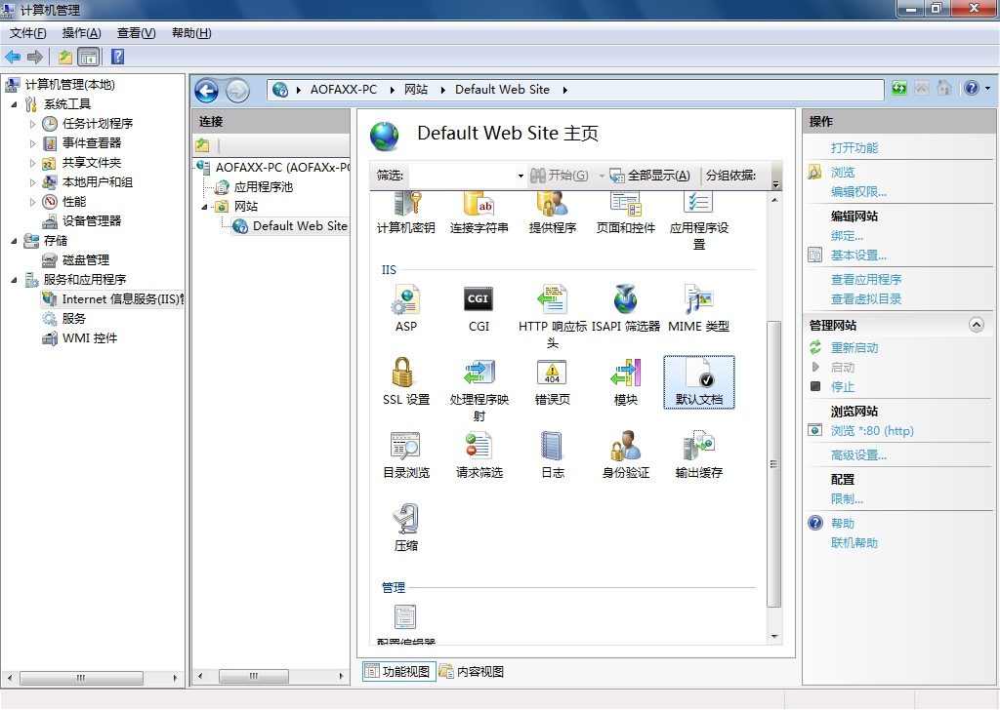 计算机管理
文件(F) 操作(A) 查看(V) 帮助(H)
计算机管理(本地)
系统工具
任务计划程序
事件查看器
共享文件夹
本地用户和组
性能
设备管理器
存储
磁盘管理
服务和应用程序
Internet 信息服务(IIS)
服务
WMI 控件
AOFAXX-PC 网站 Default Web Site
连接
AOFAXX-PC (AOFAXx-PC
应用程序池
网站
Default Web Site
Default Web Site 主页
筛选: 开始(G) 全部显示(A) 分组依据:
计算机密钥
连接字符串
ab
提供程序
页面和控件
应用程序设置
IIS
ASP
CGI
CGI
HTTP 响应标头
ISAPI 筛选器
MIME 类型
SSL 设置
处理程序映射
404
错误页
模块
默认文档
目录浏览
请求筛选
日志
身份验证
输出缓存
压缩
管理
配置编辑器
功能视图 内容视图
操作
打开功能
浏览
编辑权限...
编辑网站
绑定...
基本设置...
查看应用程序
查看虚拟目录
管理网站
重新启动
启动
停止
浏览网站
浏览 *:80 (http)
高级设置...
配置
限制...
帮助
联机帮助